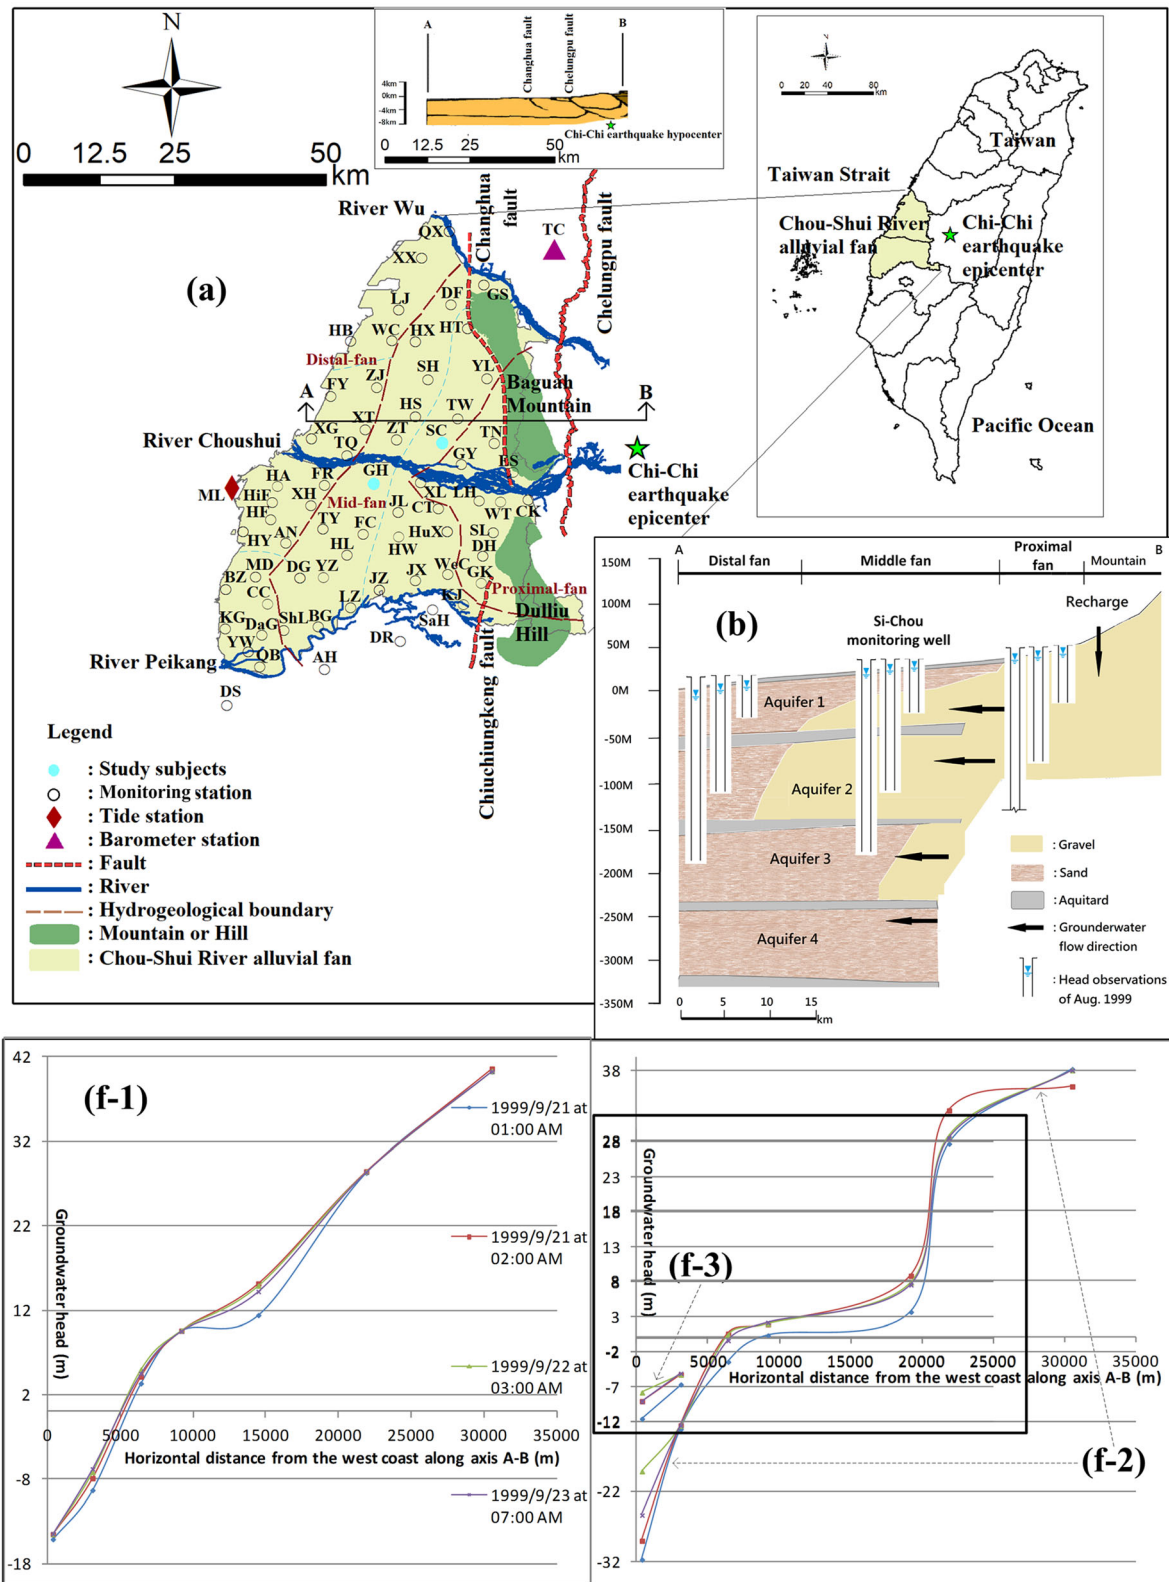 N
0 12.5 25 50
km
(a)
A
B
Changhua fault
Chelungpu fault
4km
0km
-4km
-8km
Chi-Chi earthquake hypocenter
0 12.5 25 50
km
N
0 20 40 80
km
Taiwan
Taiwan Strait
Chou-Shui River
alluvial fan
Chi-Chi
earthquake
epicenter
Pacific Ocean
River Wu
Changhua
fault
Chelungpu fault
TC
QX
XX
GS
DF
LJ
HB
WC
HX
HT
Distal-fan
ZJ
SH
YL
FY
Baguah
Mountain
A
B
HS
TW
XT
XG
ZT
SC
TN
River Choushui
TQ
GY
ES
GH
Chi-Chi
earthquake
epicenter
ML
HA
FR
HiF
XH
Mid-fan
XL
LH
WT
CK
HF
TY
JL
CT
FC
HuX
SL
HY
AN
HL
HW
DH
MD
DG
YZ
JX
WeC
GK
BZ
JZ
Proximal-fan
CC
LZ
KJ
Dulliu
Hill
KG
DaG
ShL
BG
SaH
YW
QB
DR
River Peikang
AH
DS
Chiuchiungkeng fault
Legend
: Study subjects
: Monitoring station
: Tide station
: Barometer station
: Fault
: River
: Hydrogeological boundary
: Mountain or Hill
: Chou-Shui River alluvial fan
A
B
Distal fan
Middle fan
Proximal
fan
Mountain
150M
100M
50M
0M
-50M
-100M
-150M
-200M
-250M
-300M
-350M
(b)
Recharge
Si-Chou
monitoring well
Aquifer 1
Aquifer 2
Aquifer 3
Aquifer 4
: Gravel
: Sand
: Aquitard
: Grounderwater
flow direction
: Head observations
of Aug. 1999
0 5 10 15
km
(f-1)
42
32
22
12
2
-8
-18
Groundwater head (m)
0 5000 10000 15000 20000 25000 30000 35000
Horizontal distance from the west coast along axis A-B (m)
1999/9/21 at
01:00 AM
1999/9/21 at
02:00 AM
1999/9/22 at
03:00 AM
1999/9/23 at
07:00 AM
38
28
23
18
13
8
3
-2
-7
-12
-22
-32
Groundwater head (m)
(f-3)
0 5000 10000 15000 20000 25000 30000 35000
Horizontal distance from the west coast along axis A-B (m)
(f-2)